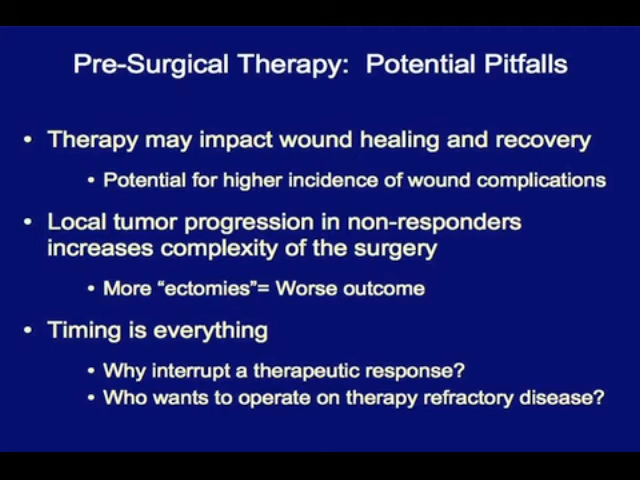 Pre-Surgical Therapy: Potential Pitfalls
• Therapy may impact wound healing and recovery
• Potential for higher incidence of wound complications
• Local tumor progression in non-responders
increases complexity of the surgery
• More “ectomies”= Worse outcome
• Timing is everything
• Why interrupt a therapeutic response?
• Who wants to operate on therapy refractory disease?